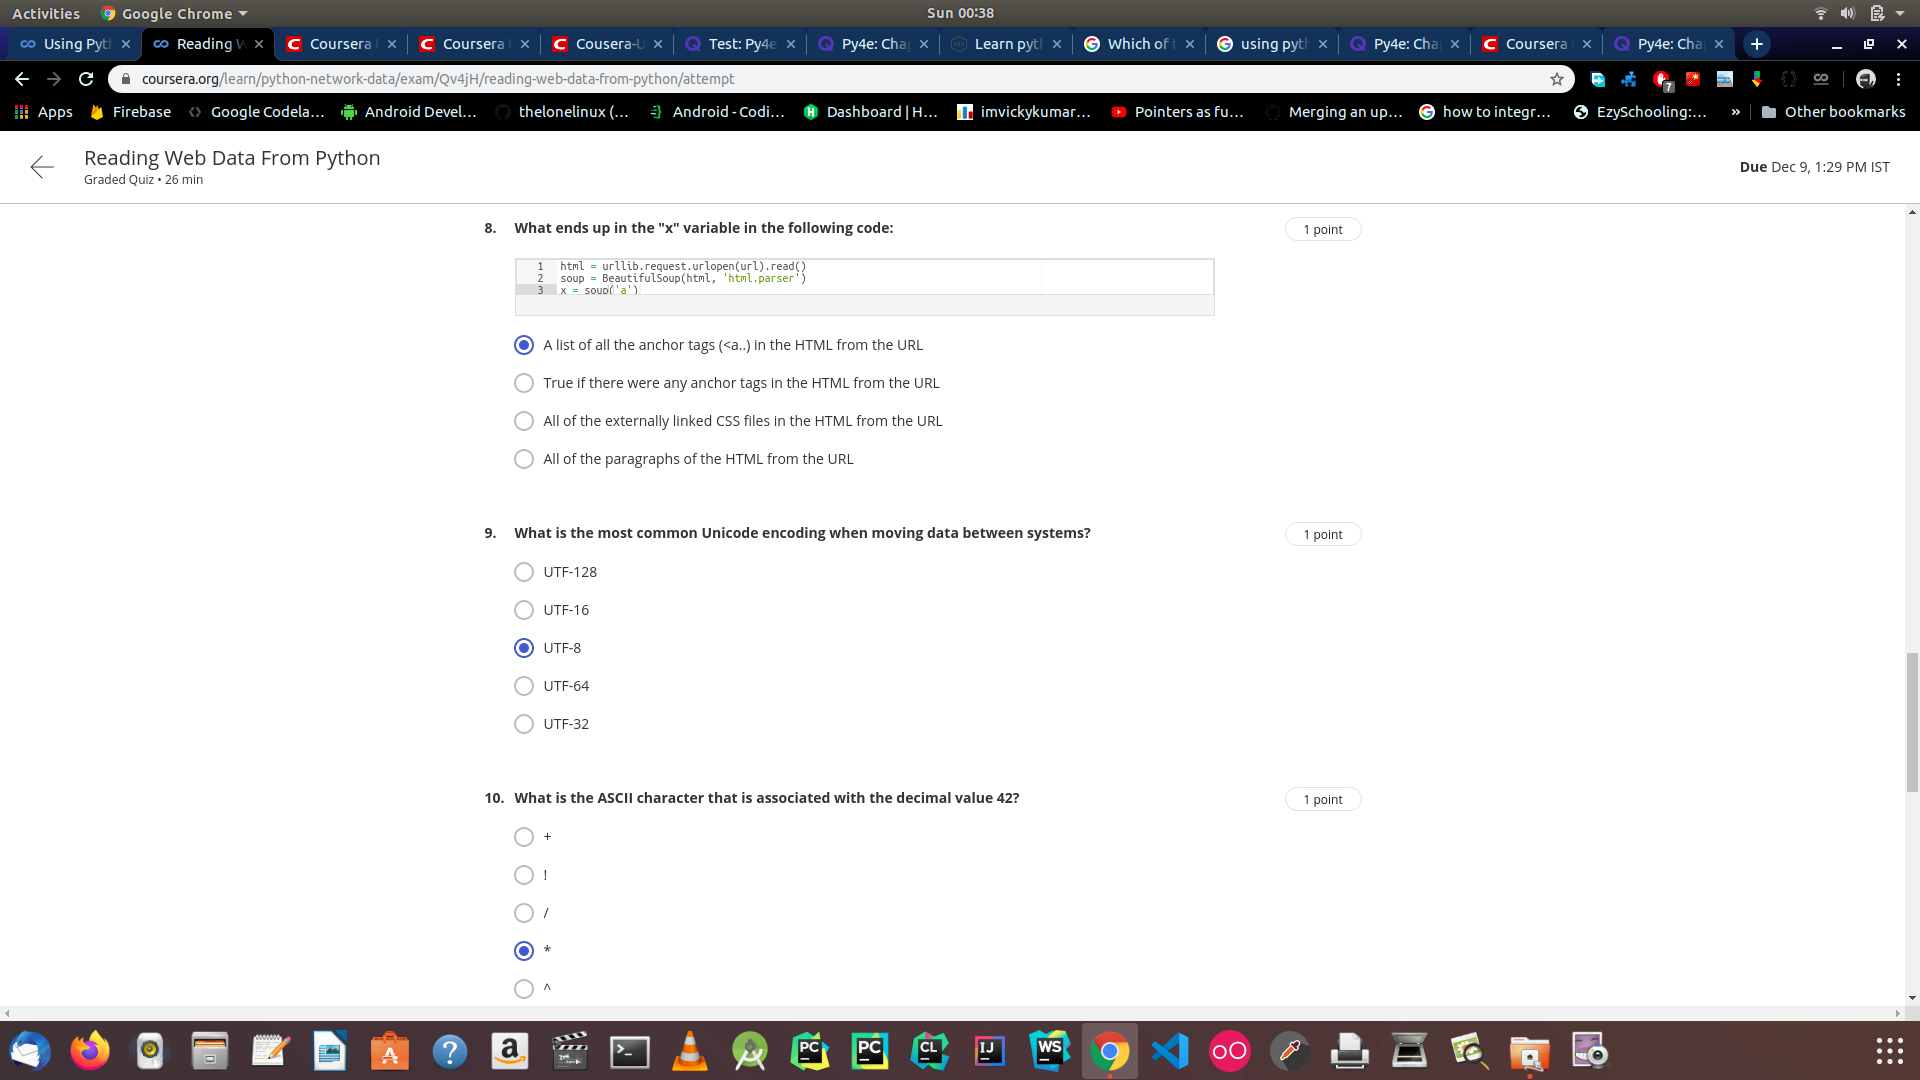 Activities
Google Chrome
Sun 00:38
Using Pyt
Reading W
Coursera
Coursera
Cousera-U
Test: Py4e
Py4e: Cha
Learn pyt
Which of
using pyt
Py4e: Cha
Coursera
Py4e: Cha
coursera.org/learn/python-network-data/exam/Qv4jH/reading-web-data-from-python/attempt
7
Apps
Firebase
Google Codela...
Android Devel...
thelonelinux (...
Android - Codi...
Dashboard | H...
imvickykumar...
Pointers as fu...
Merging an up...
how to integr...
EzySchooling:...
»
Other bookmarks
Reading Web Data From Python
Graded Quiz • 26 min
Due Dec 9, 1:29 PM IST
8. What ends up in the "x" variable in the following code:
1 point
1 html = urllib.request.urlopen(url).read()
2 soup = BeautifulSoup(html, 'html.parser')
3 x = soup('a')
A list of all the anchor tags (<a..) in the HTML from the URL
True if there were any anchor tags in the HTML from the URL
All of the externally linked CSS files in the HTML from the URL
All of the paragraphs of the HTML from the URL
9. What is the most common Unicode encoding when moving data between systems?
1 point
UTF-128
UTF-16
UTF-8
UTF-64
UTF-32
10. What is the ASCII character that is associated with the decimal value 42?
1 point
+
!
/
*
^